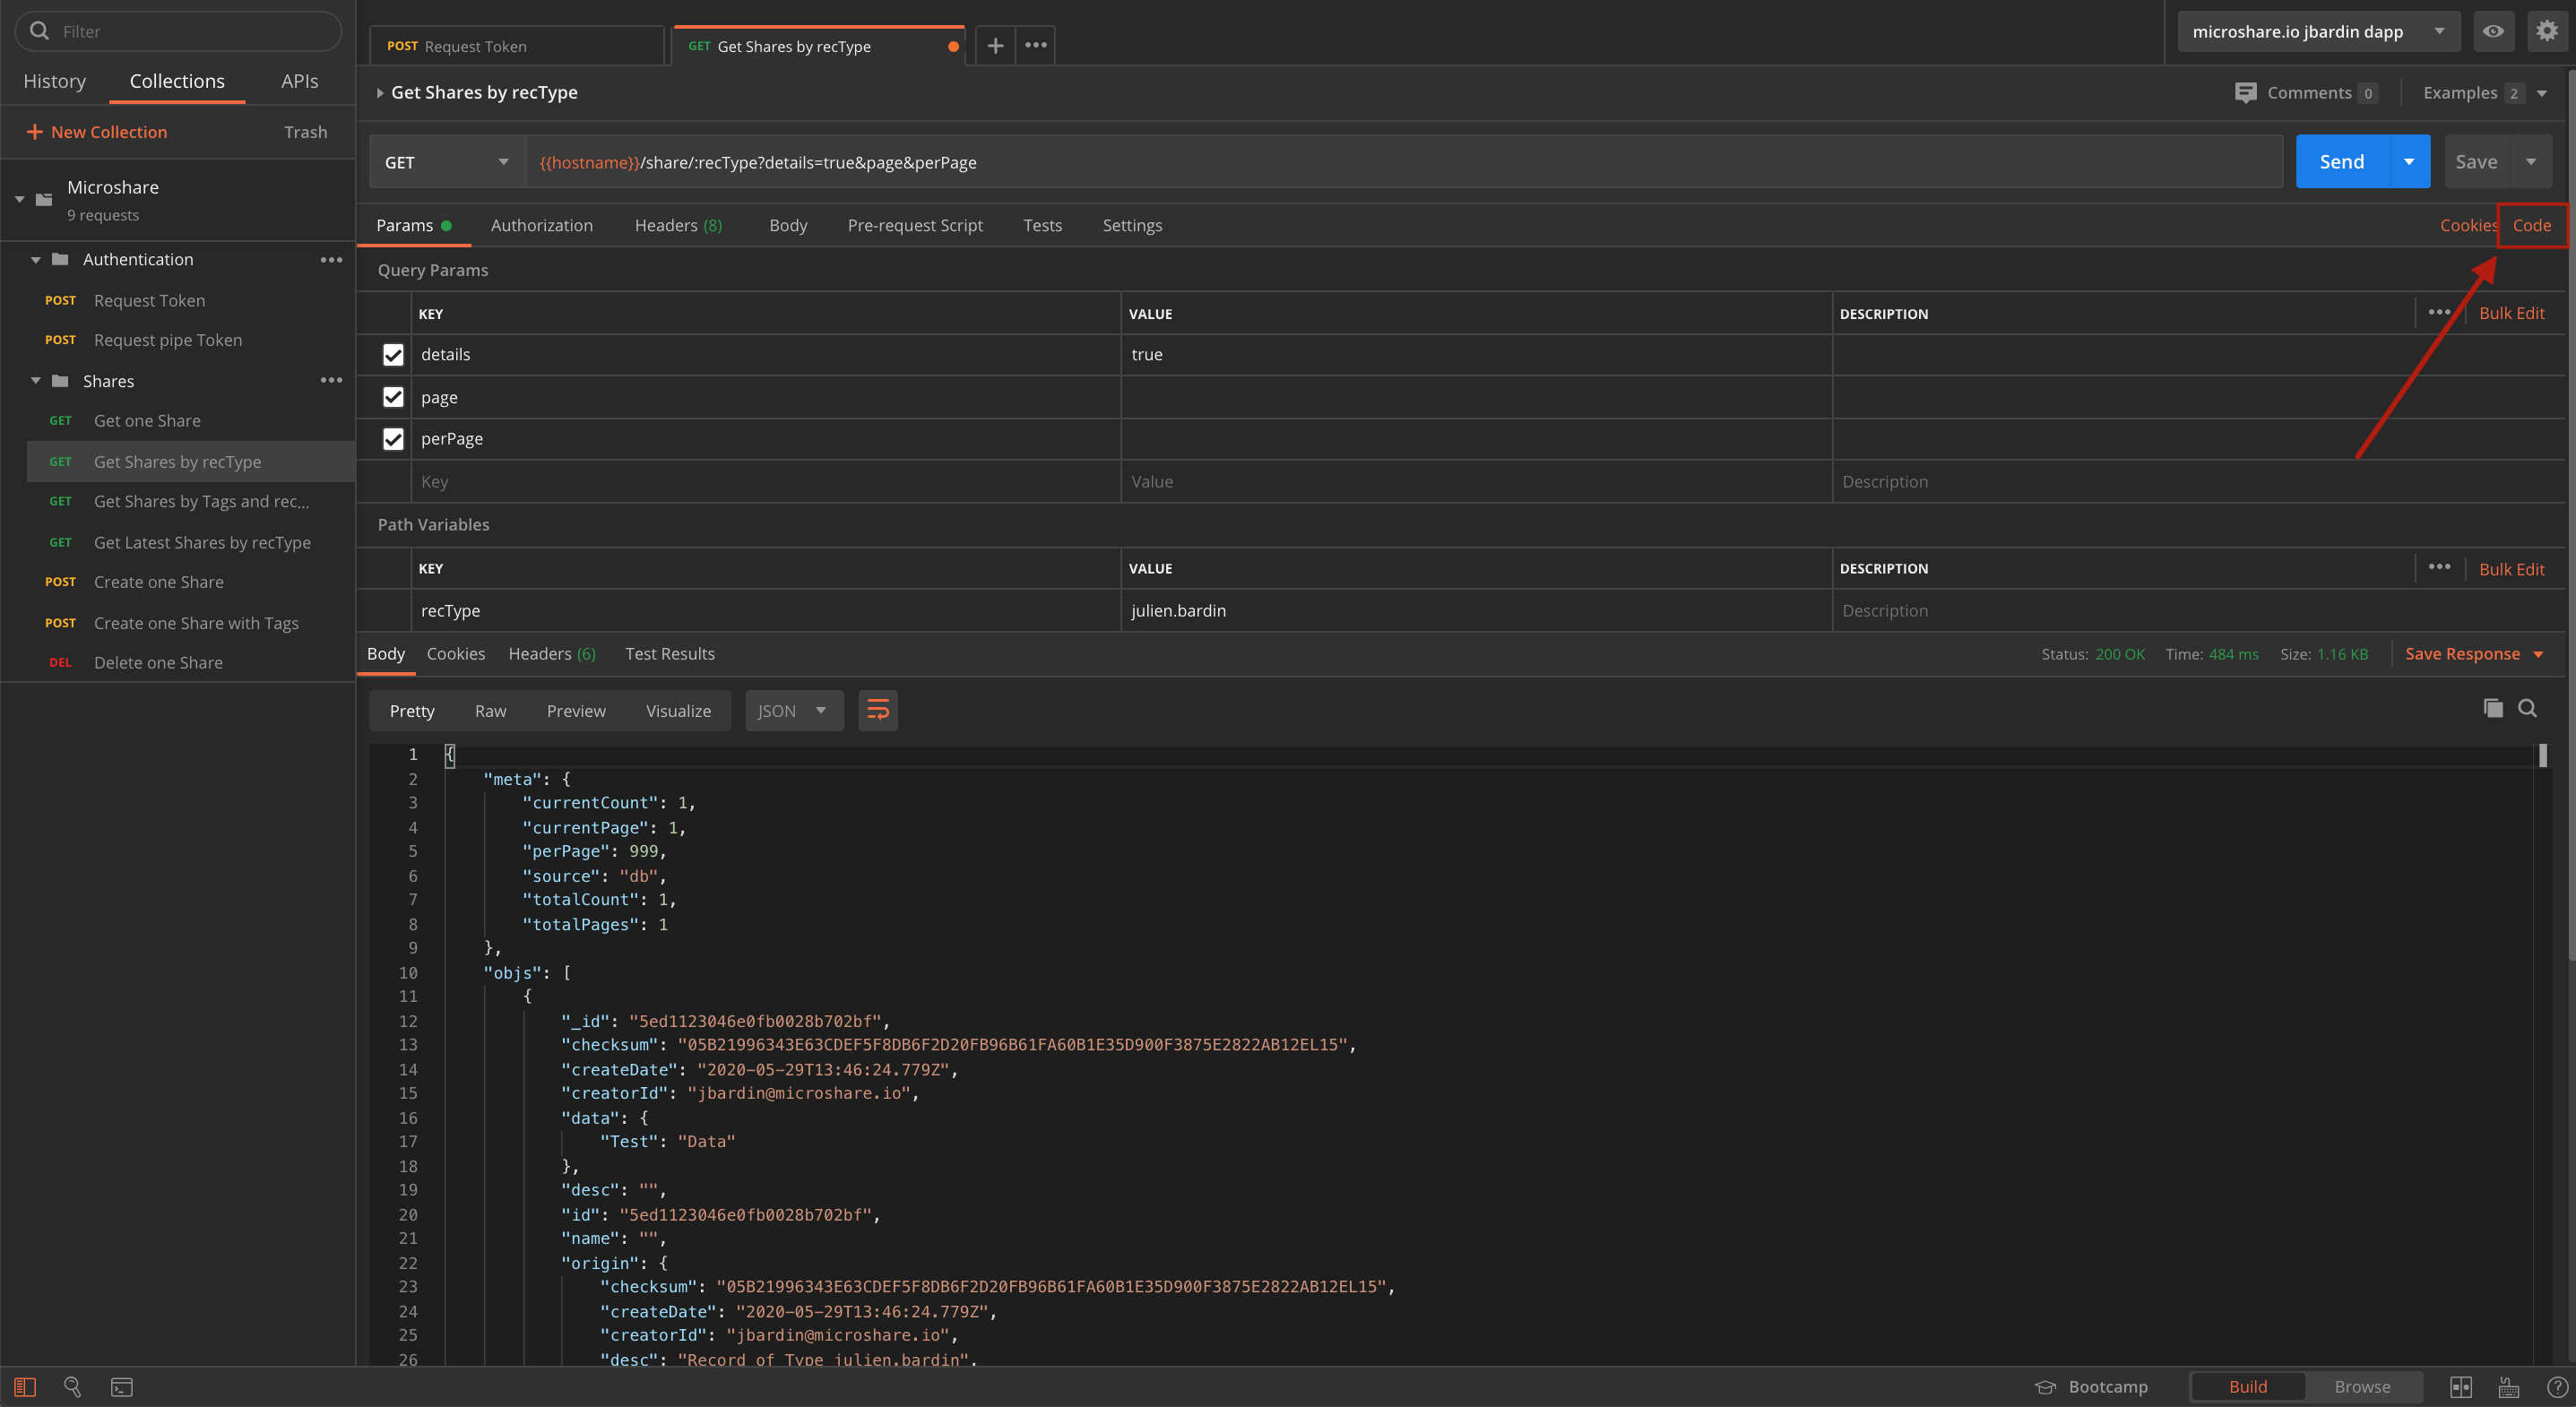 Filter
History Collections APIs
+ New Collection Trash
Microshare
9 requests
Authentication
POST Request Token
POST Request pipe Token
Shares
GET Get one Share
GET Get Shares by recType
GET Get Shares by Tags and rec...
GET Get Latest Shares by recType
POST Create one Share
POST Create one Share with Tags
DEL Delete one Share
POST Request Token
GET Get Shares by recType
microshare.io jbardin dapp
Get Shares by recType
Comments 0 Examples 2
GET {{hostname}}/share/:recType?details=true&page&perPage Send Save
Params Authorization Headers (8) Body Pre-request Script Tests Settings Cookies Code
Query Params
KEY VALUE DESCRIPTION Bulk Edit
details true
page
perPage
Key Value Description
Path Variables
KEY VALUE DESCRIPTION Bulk Edit
recType julien.bardin Description
Body Cookies Headers (6) Test Results Status: 200 OK Time: 484 ms Size: 1.16 KB Save Response
Pretty Raw Preview Visualize JSON
1 {
2 "meta": {
3 "currentCount": 1,
4 "currentPage": 1,
5 "perPage": 999,
6 "source": "db",
7 "totalCount": 1,
8 "totalPages": 1
9 },
10 "objs": [
11 {
12 "_id": "5ed1123046e0fb0028b702bf",
13 "checksum": "05B21996343E63CDEF5F8DB6F2D20FB96B61FA60B1E35D900F3875E2822AB12EL15",
14 "createDate": "2020-05-29T13:46:24.779Z",
15 "creatorId": "jbardin@microshare.io",
16 "data": {
17 "Test": "Data"
18 },
19 "desc": "",
20 "id": "5ed1123046e0fb0028b702bf",
21 "name": "",
22 "origin": {
23 "checksum": "05B21996343E63CDEF5F8DB6F2D20FB96B61FA60B1E35D900F3875E2822AB12EL15",
24 "createDate": "2020-05-29T13:46:24.779Z",
25 "creatorId": "jbardin@microshare.io",
26 "desc": "Record of Type julien.bardin",
Bootcamp Build Browse